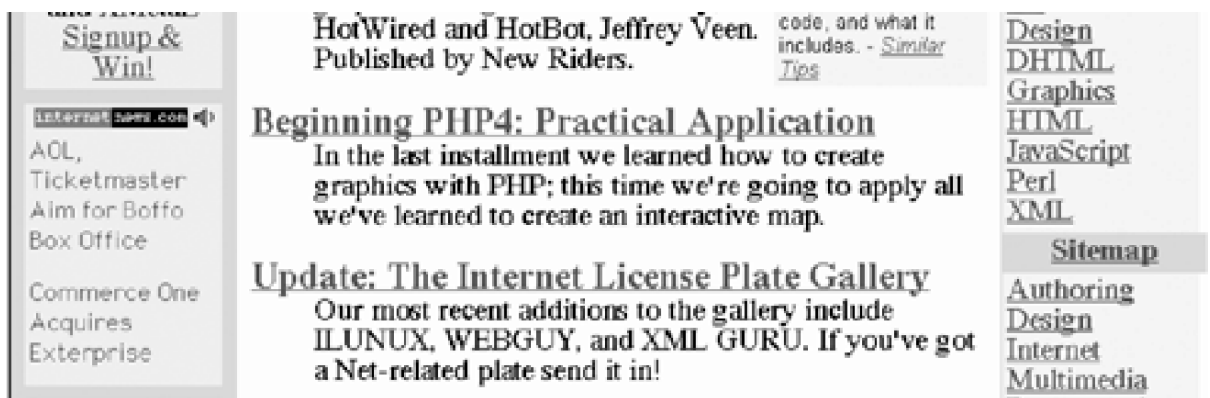 Signup &
Win!
internetnews.com
AOL,
Ticketmaster
Aim for Boffo
Box Office
Commerce One
Acquires
Exterprise
HotWired and HotBot, Jeffrey Veen.
Published by New Riders.
code, and what it
includes. - Similar
Tips
Beginning PHP4: Practical Application
In the last installment we learned how to create
graphics with PHP; this time we're going to apply all
we've learned to create an interactive map.
Update: The Internet License Plate Gallery
Our most recent additions to the gallery include
ILUNUX, WEBGUY, and XML GURU. If you've got
a Net-related plate send it in!
Design
DHTML
Graphics
HTML
JavaScript
Perl
XML
Sitemap
Authoring
Design
Internet
Multimedia